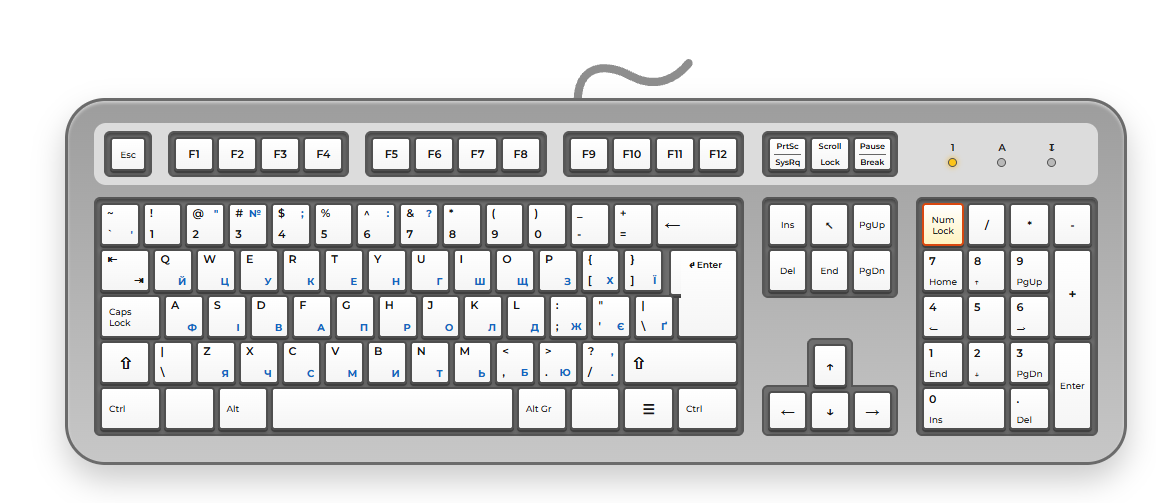 Esc F1 F2 F3 F4 F5 F6 F7 F8 F9 F10 F11 F12 PrtSc SysRq Scroll Lock Pause Break 1 A
~ ` ' ! 1 @ " 2 # № 3 $ ; 4 % 5 ^ : 6 & ? 7 * 8 ( 9 ) 0 _ - + = ← Ins ↖ PgUp Num Lock / * -
⇤ ⇥ Q Й W Ц E У R К T Е Y Н U Г I Ш O Щ P З { [ Х } ] Ї ↲ Enter Del End PgDn 7 Home 8 ↑ 9 PgUp +
Caps Lock A Ф S І D В F А G П H Р J О K Л L Д : ; Ж " ' Є | \ Ґ 4 ← 5 6 →
⇧ | \ Z Я X Ч C С V М B И N Т M Ь < , Б > . Ю ? , / . ⇧ ↑ 1 End 2 ↓ 3 PgDn Enter
Ctrl Alt Alt Gr ☰ Ctrl ← ↓ → 0 Ins . Del